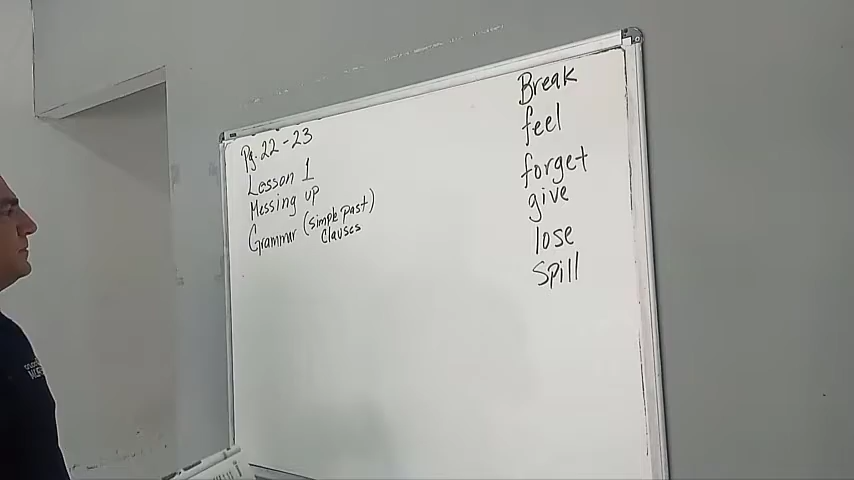 Pg. 22-23
Lesson 1
Messing up
Grammar (simple past)
clauses
Break
feel
forget
give
lose
Spill